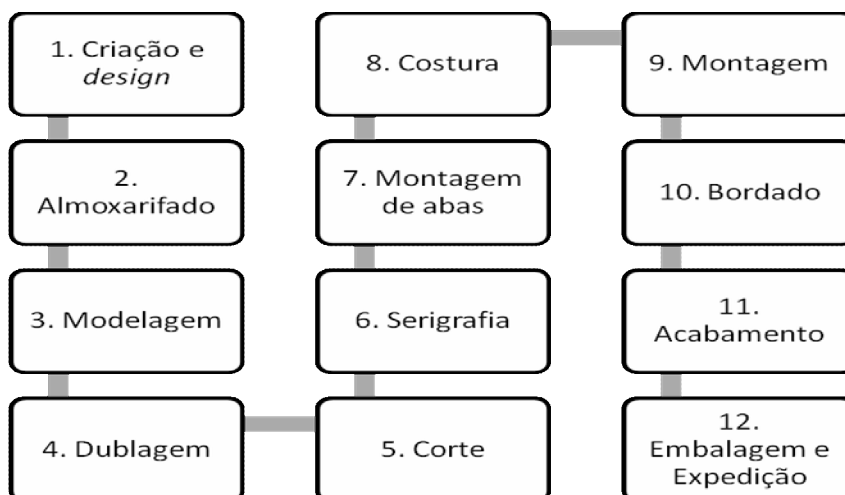 1. Criação e
design
2.
Almoxarifado
3. Modelagem
4. Dublagem
5. Corte
6. Serigrafia
7. Montagem
de abas
8. Costura
9. Montagem
10. Bordado
11.
Acabamento
12.
Embalagem e
Expedição